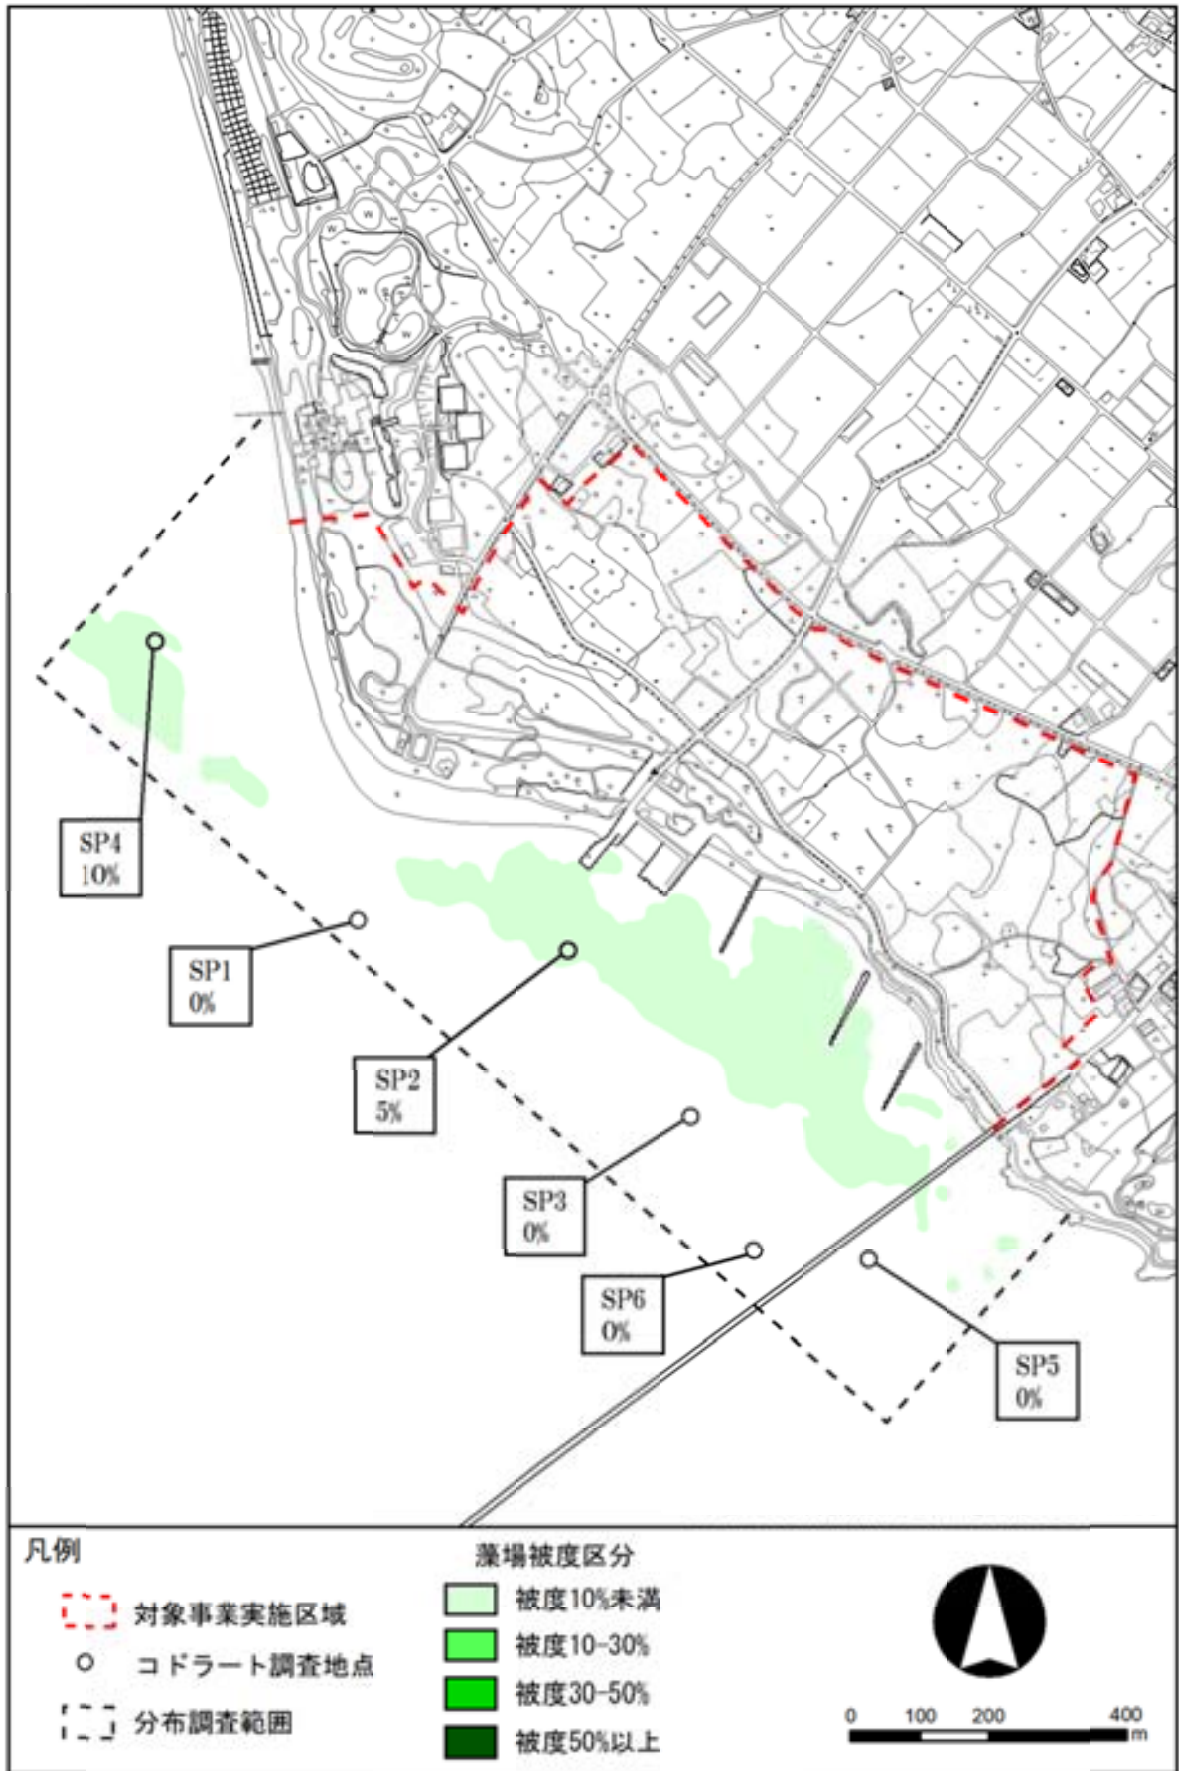 SP4
10%
SP1
0%
SP2
5%
SP3
0%
SP6
0%
SP5
0%
凡例
対象事業実施区域
コドラート調査地点
分布調査範囲
藻場被度区分
被度10%未満
被度10-30%
被度30-50%
被度50%以上
0 100 200 400
m